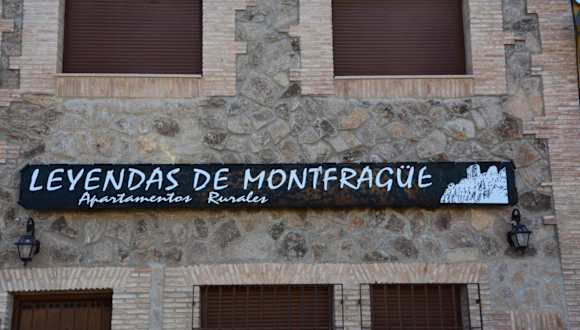 LEYENDAS DE MONTFRAGÜE
Apartamentos Rurales